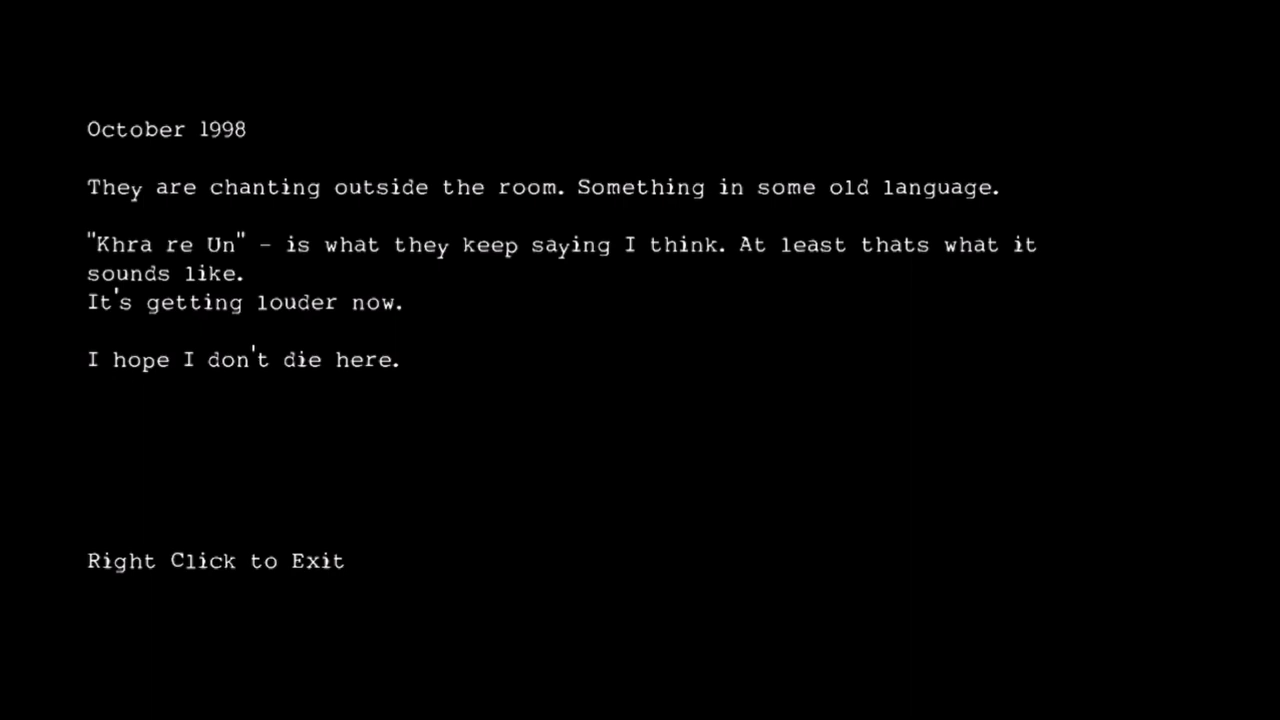 October 1998
They are chanting outside the room. Something in some old language.
"Khra re Un" - is what they keep saying I think. At least thats what it
sounds like.
It's getting louder now.
I hope I don't die here.
Right Click to Exit